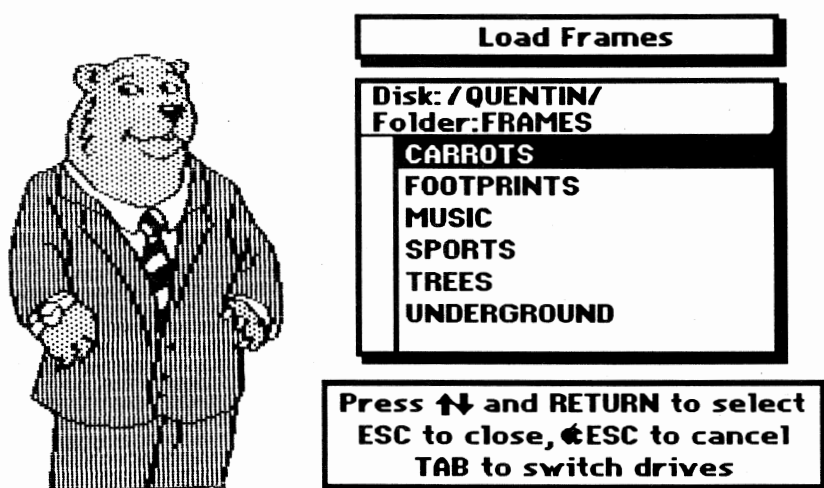 Load Frames
Disk:/QUENTIN/
Folder:FRAMES
CARROTS
FOOTPRINTS
MUSIC
SPORTS
TREES
UNDERGROUND
Press ↑↓ and RETURN to select
ESC to close, ESC to cancel
TAB to switch drives